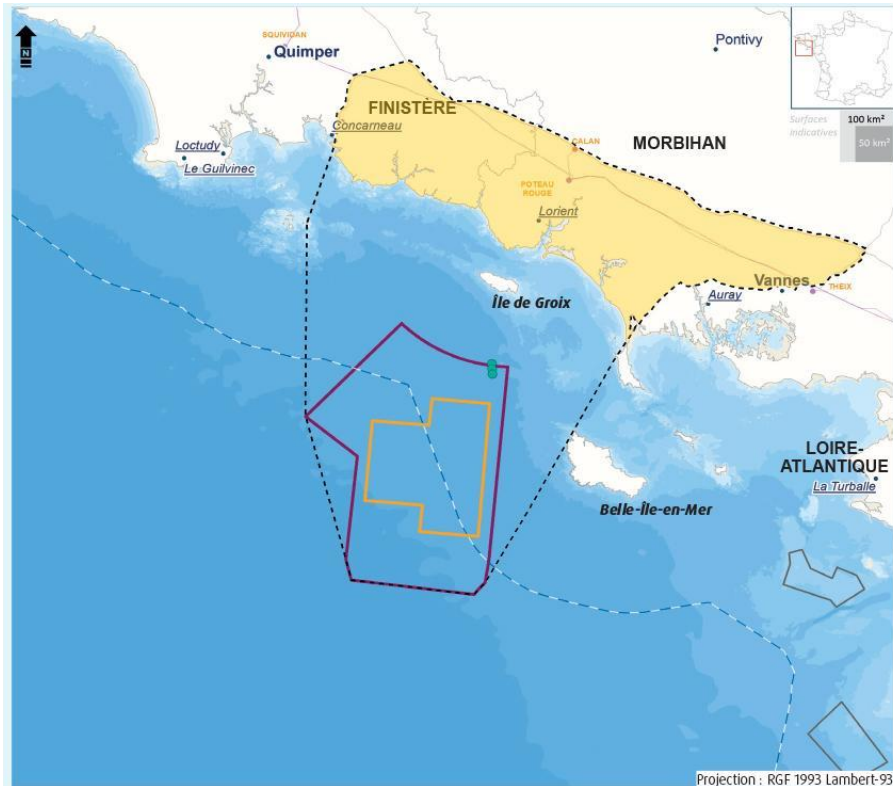 N
SQUIVIDAN
Quimper
Pontivy
FINISTÈRE
Concarneau
CALAN
MORBIHAN
Surfaces
indicatives
100 km²
50 km²
Loctudy
Le Guilvinec
POTEAU
ROUGE
Lorient
Île de Groix
Auray
Vannes
THEIX
LOIRE-
ATLANTIQUE
La Turballe
Belle-Île-en-Mer
Projection : RGF 1993 Lambert-93